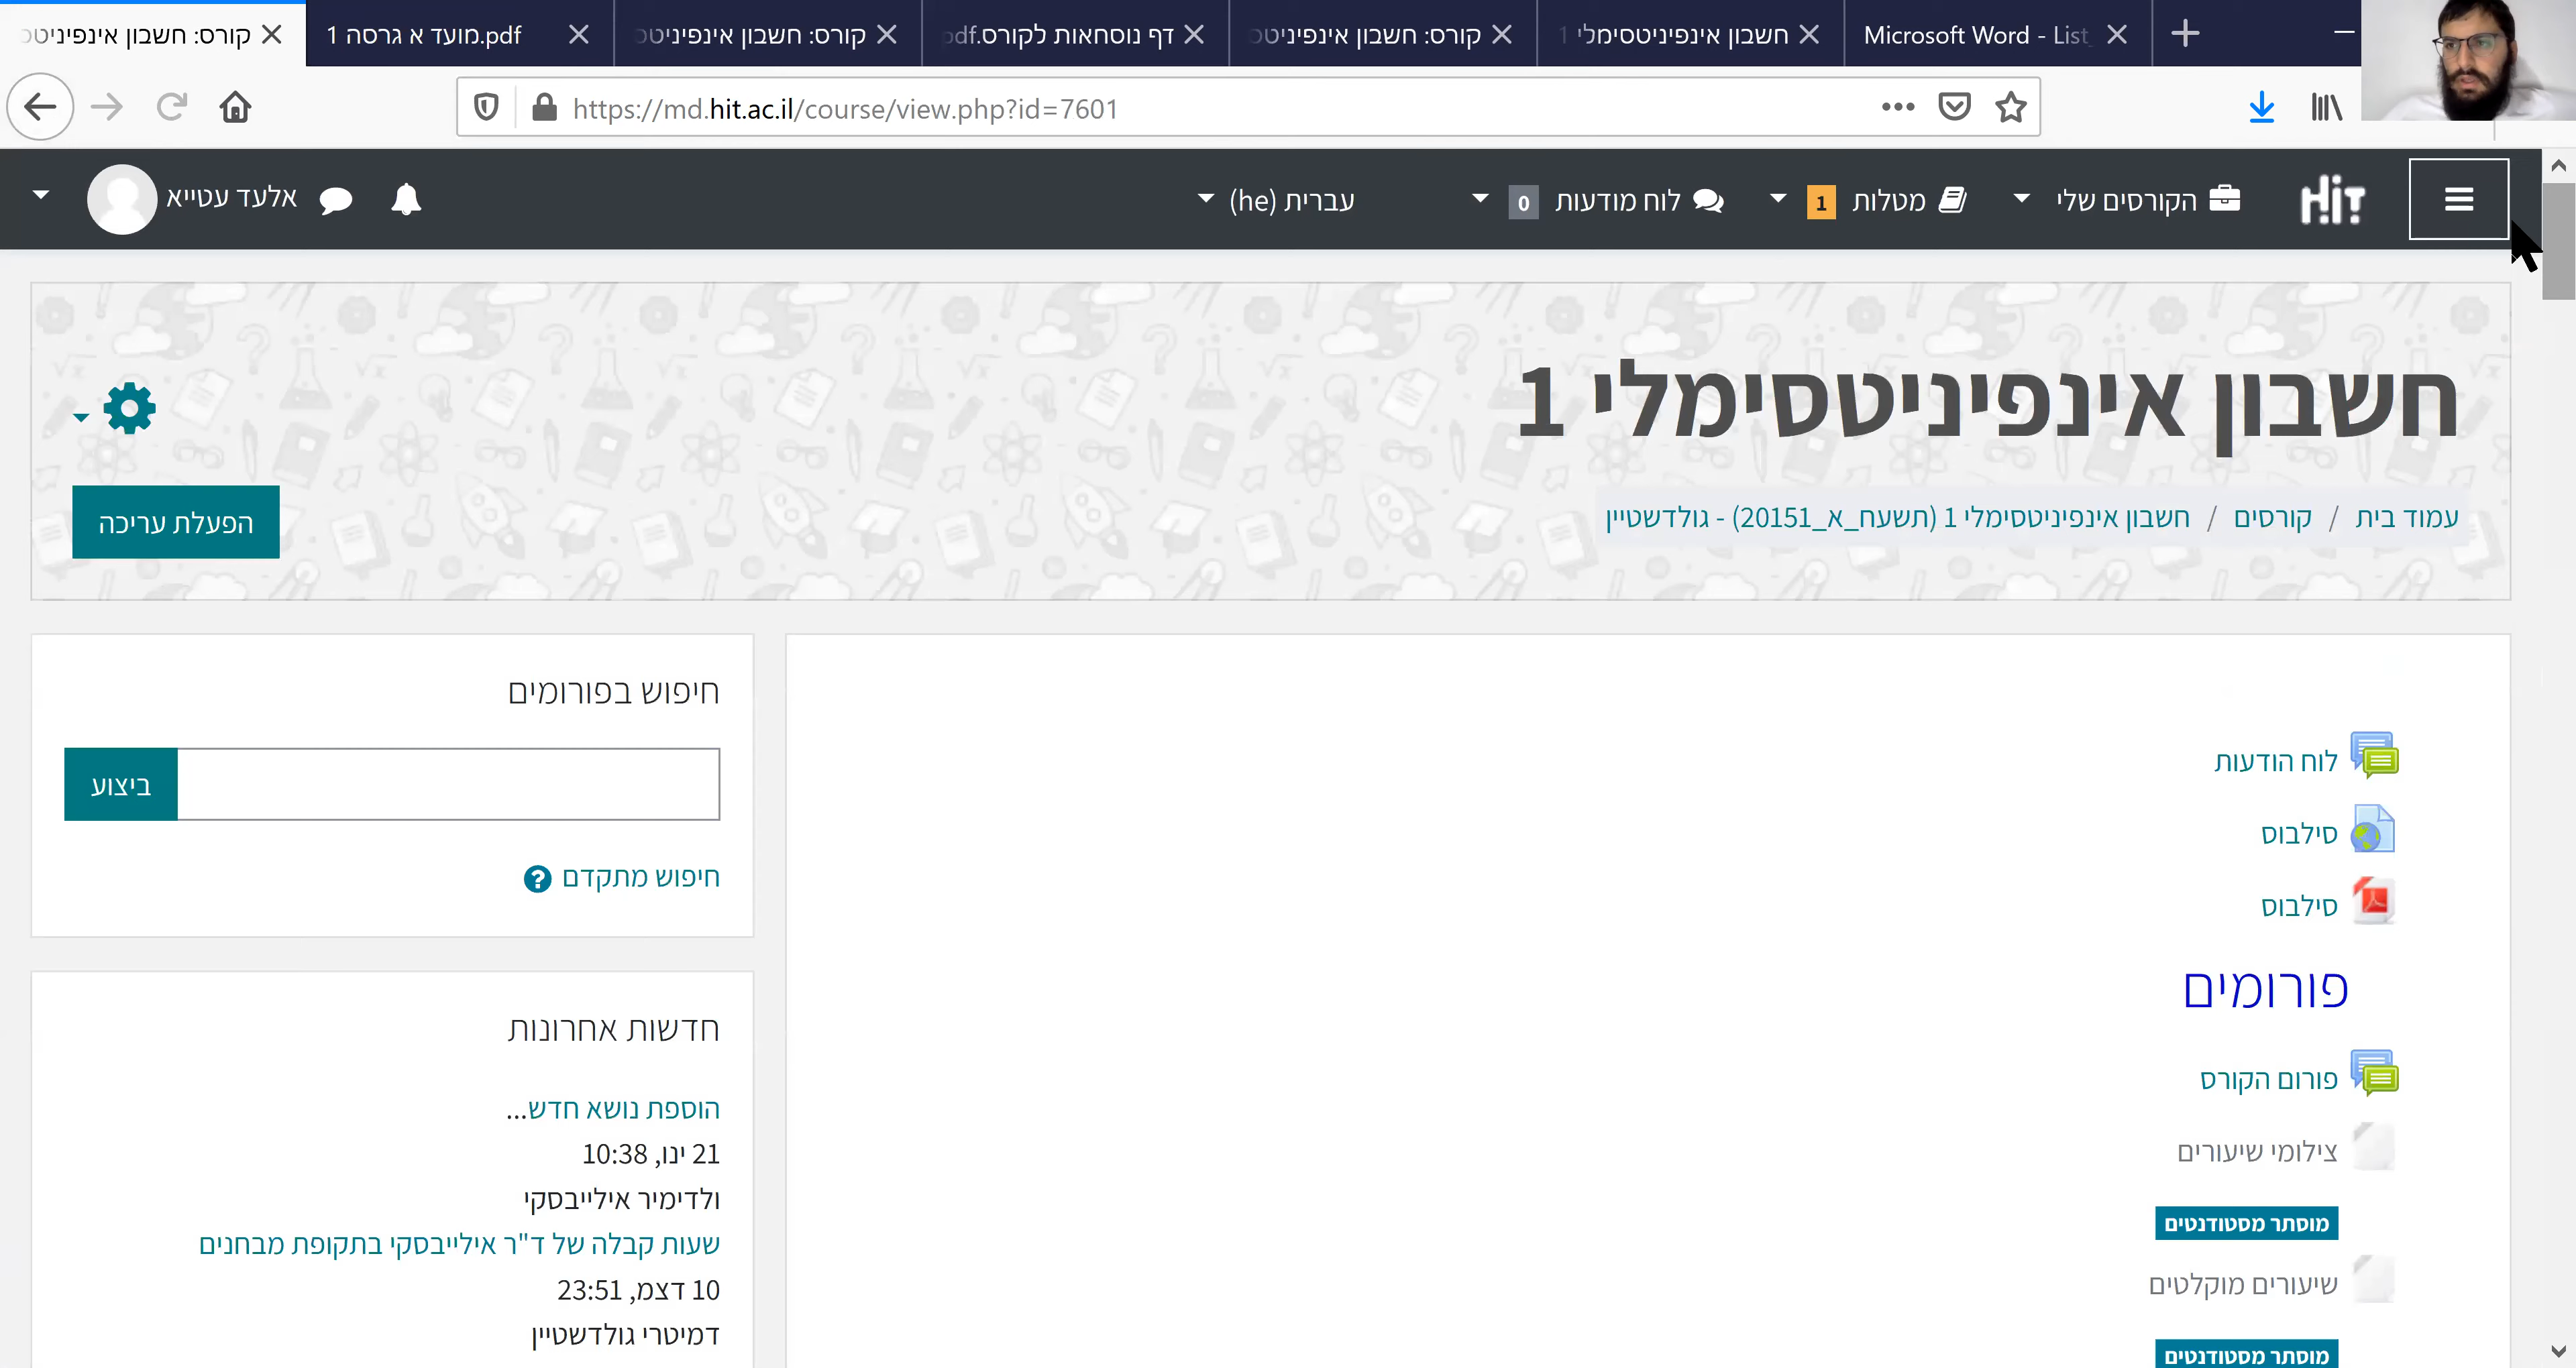 קורס: חשבון אינפיניטס
מועד א גרסה 1.pdf
קורס: חשבון אינפיניטס
דף נוסחאות לקורס.pdf
קורס: חשבון אינפיניטס
חשבון אינפיניטסימלי 1
Microsoft Word - List_
https://md.hit.ac.il/course/view.php?id=7601
HIT
הקורסים שלי
מטלות 1
לוח מודעות 0
עברית ‎(he)‎
אלעד עטייא
חשבון אינפיניטסימלי 1
עמוד בית / קורסים / חשבון אינפיניטסימלי 1 (תשעח_א_20151) - גולדשטיין
הפעלת עריכה
לוח הודעות
סילבוס
סילבוס
פורומים
פורום הקורס
צילומי שיעורים
מוסתר מסטודנטים
שיעורים מוקלטים
מוסתר מסטודנטים
חיפוש בפורומים
ביצוע
חיפוש מתקדם
חדשות אחרונות
הוספת נושא חדש...
21 ינו, 10:38
ולדימיר איליייבסקי
שעות קבלה של ד"ר אילייבסקי בתקופת מבחנים
10 דצמ, 23:51
דמיטרי גולדשטיין